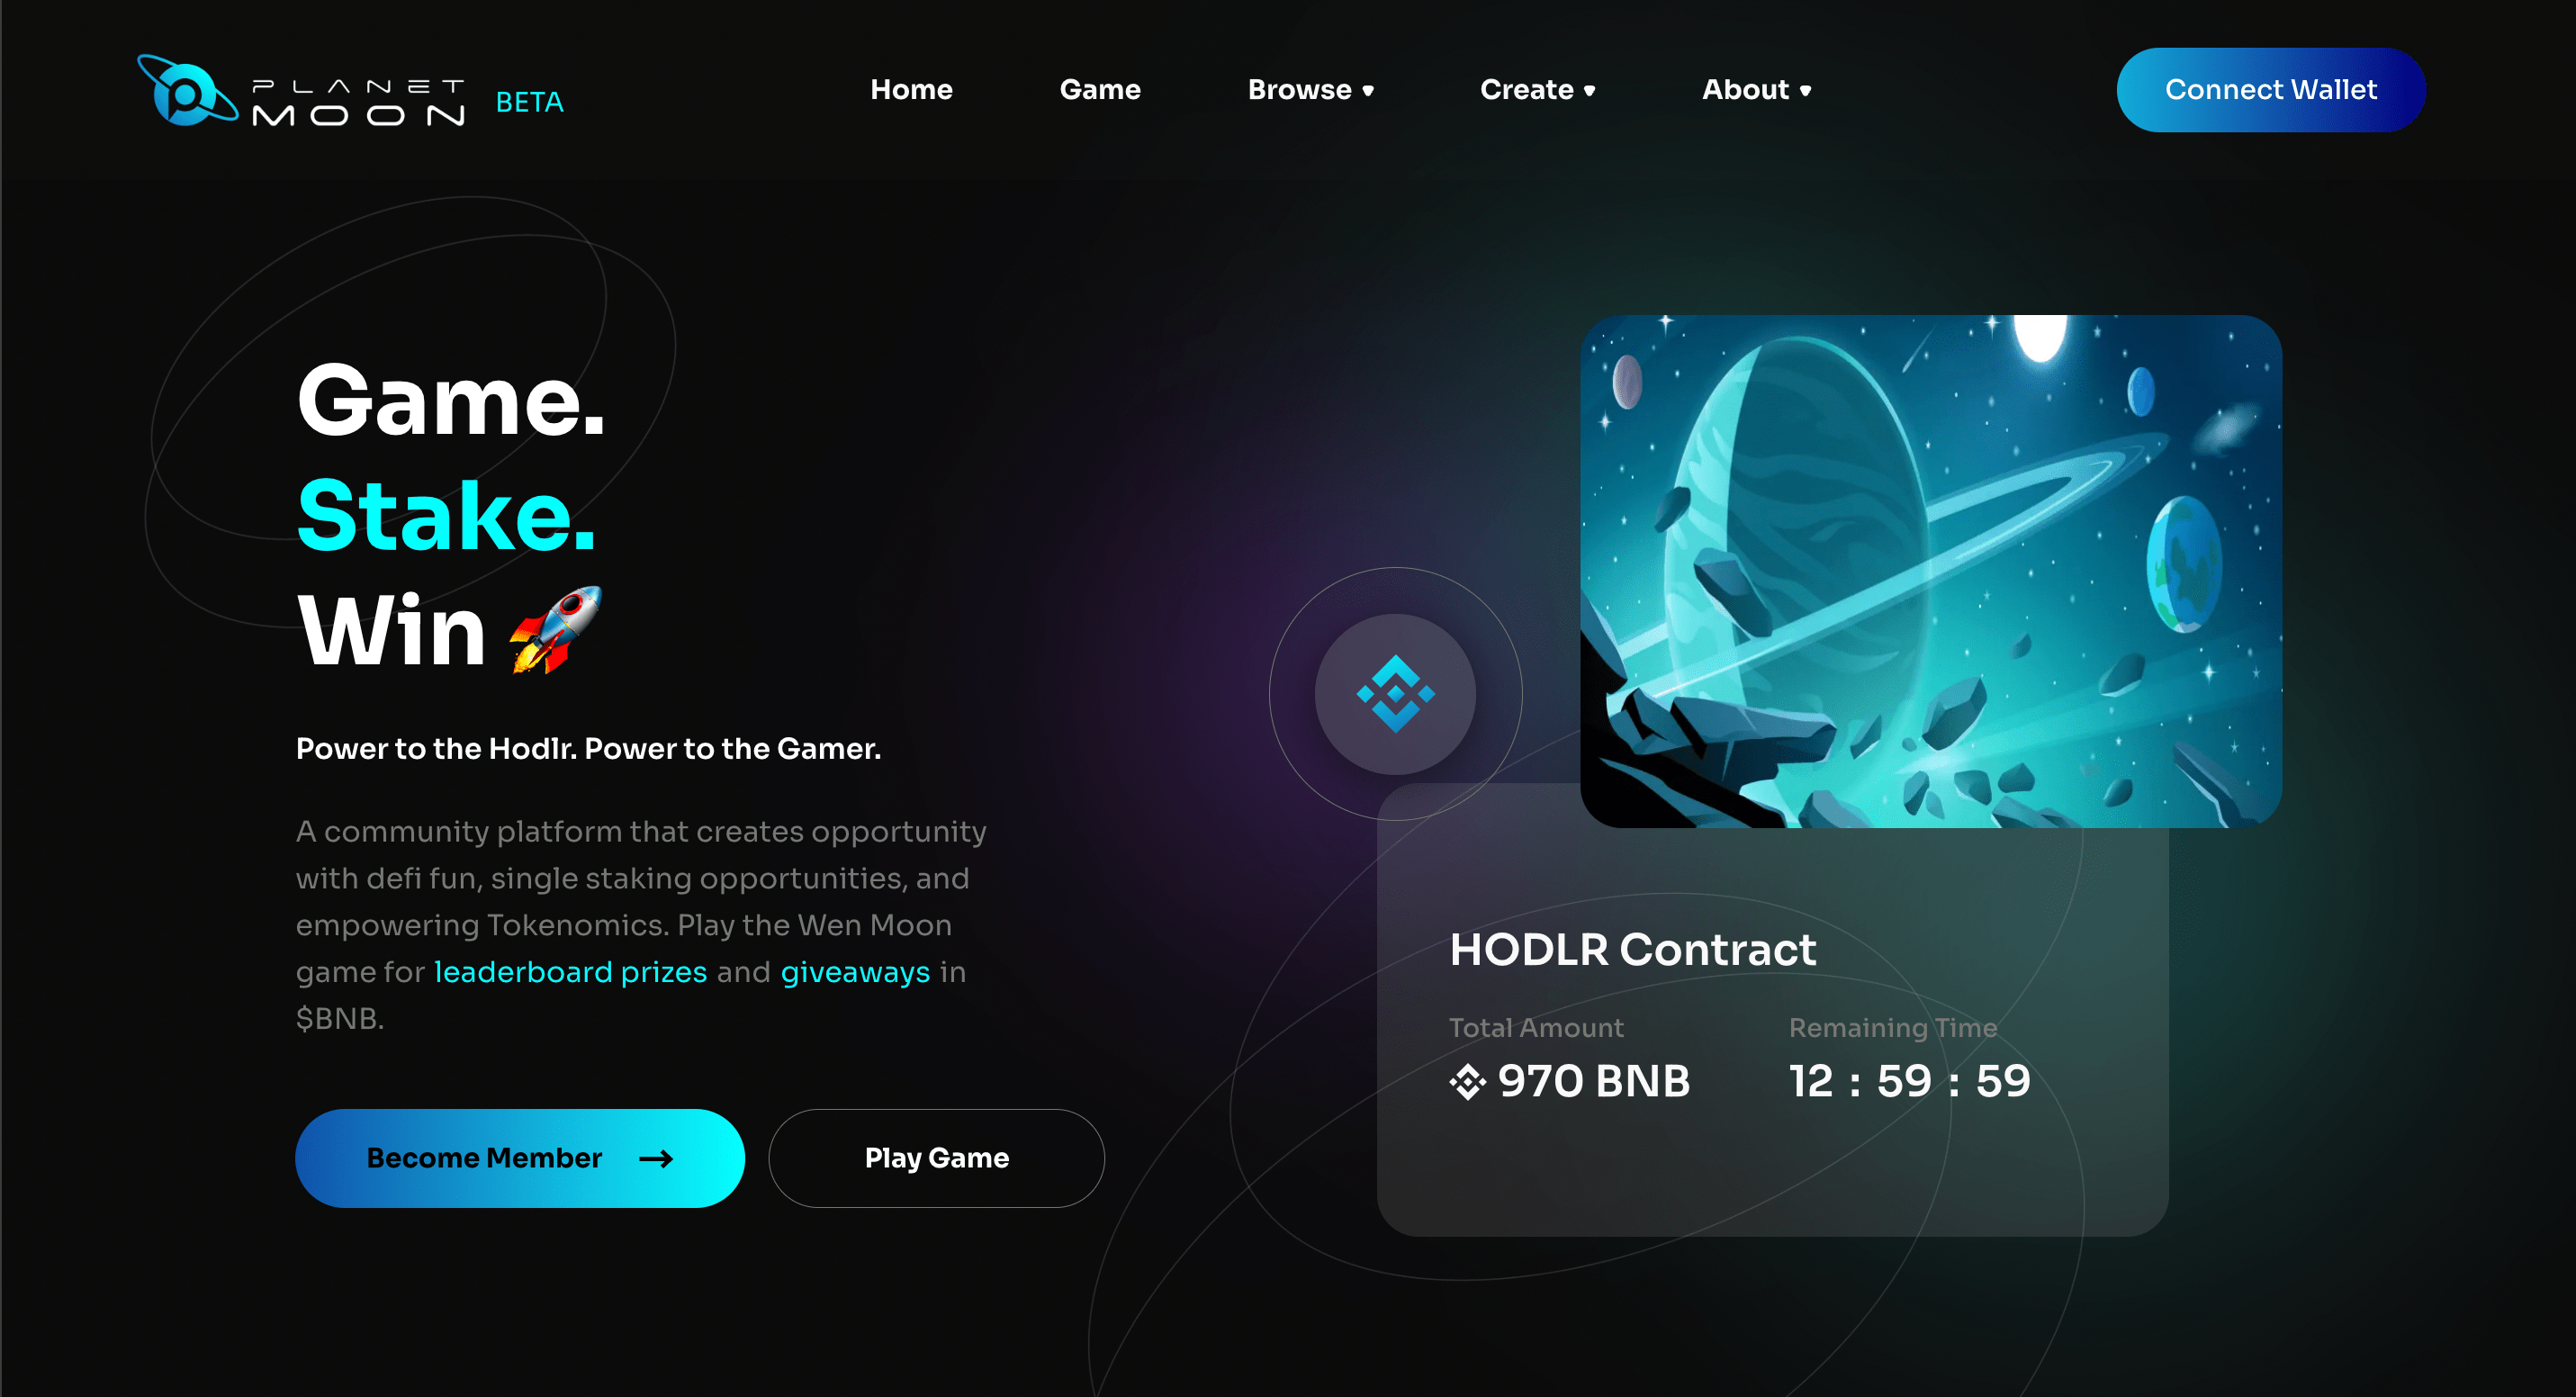 PLANET
MOON
BETA
Home
Game
Browse
Create
About
Connect Wallet
Game.
Stake.
Win
Power to the Hodlr. Power to the Gamer.
A community platform that creates opportunity
with defi fun, single staking opportunities, and
empowering Tokenomics. Play the Wen Moon
game for leaderboard prizes and giveaways in
$BNB.
Become Member
Play Game
HODLR Contract
Total Amount
970 BNB
Remaining Time
12 : 59 : 59